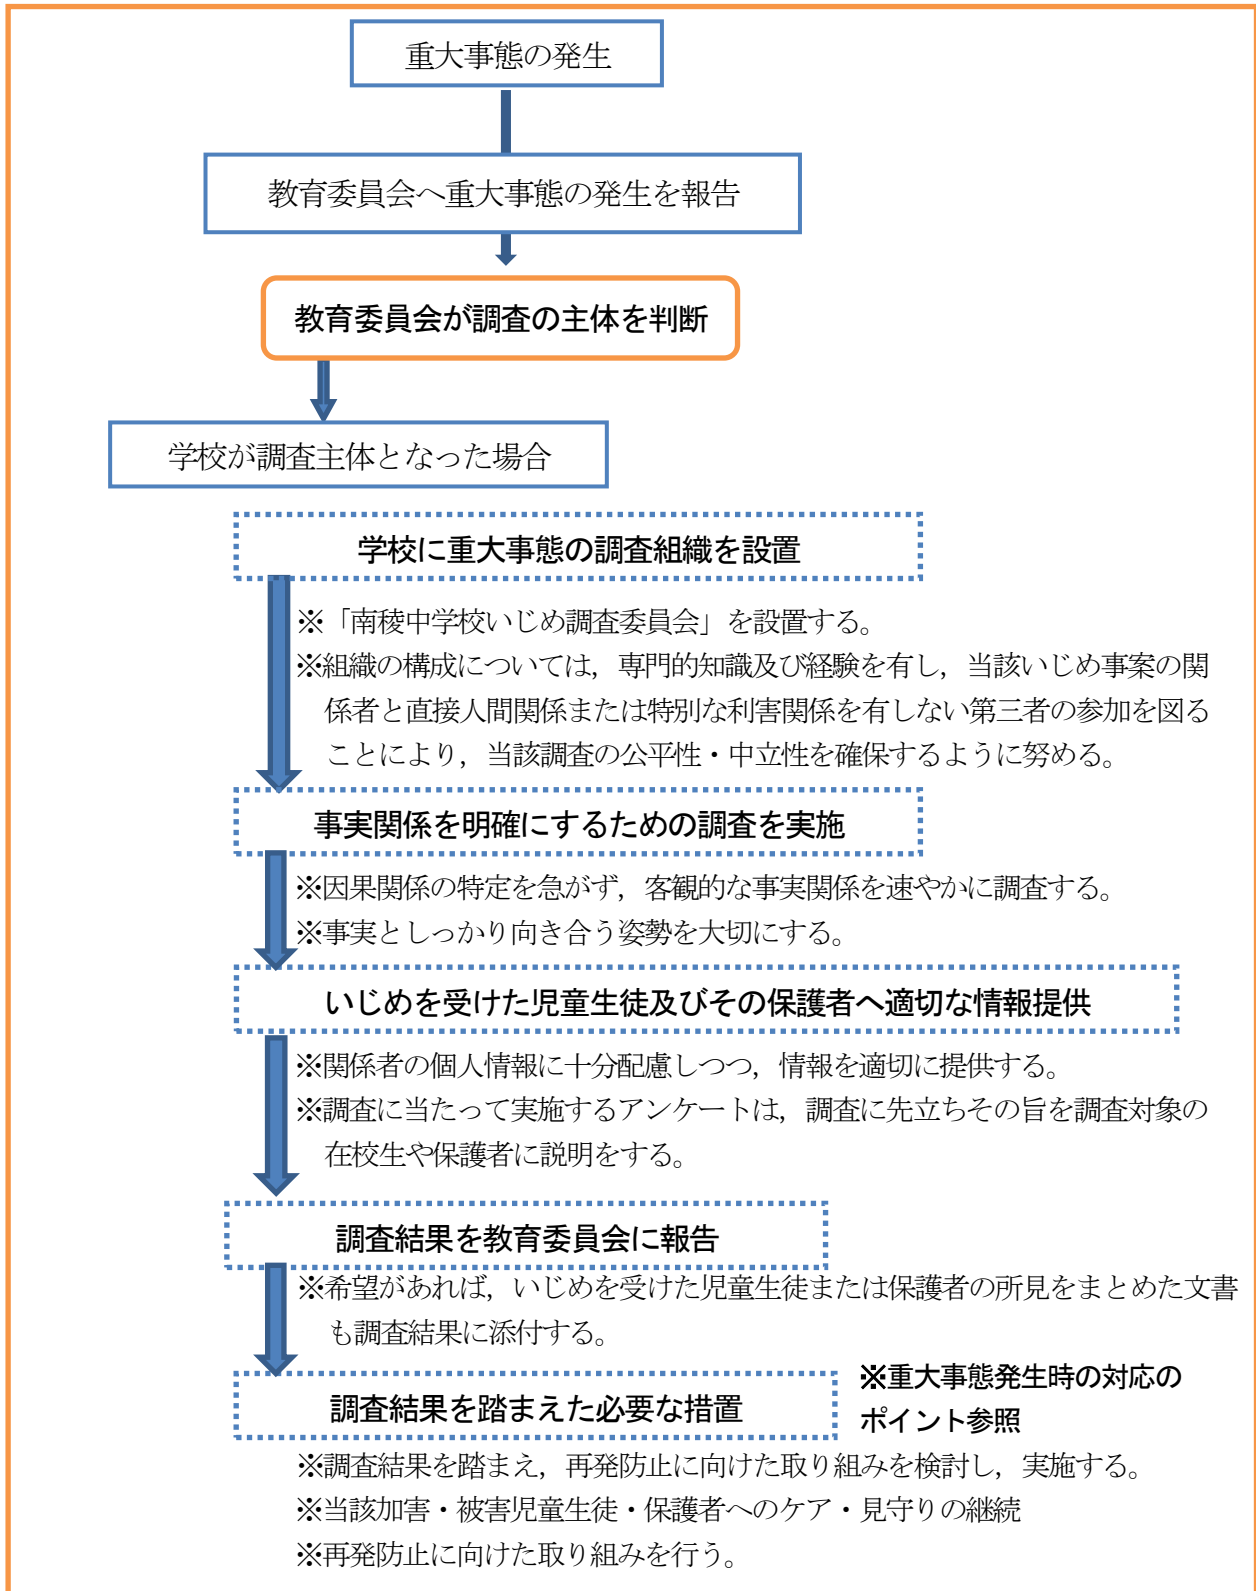 重大事態の発生
教育委員会へ重大事態の発生を報告
教育委員会が調査の主体を判断
学校が調査主体となった場合
学校に重大事態の調査組織を設置
※「南稜中学校いじめ調査委員会」を設置する。
※組織の構成については，専門的知識及び経験を有し，当該いじめ事案の関
係者と直接人間関係または特別な利害関係を有しない第三者の参加を図る
ことにより，当該調査の公平性・中立性を確保するように努める。
事実関係を明確にするための調査を実施
※因果関係の特定を急がず，客観的な事実関係を速やかに調査する。
※事実としっかり向き合う姿勢を大切にする。
いじめを受けた児童生徒及びその保護者へ適切な情報提供
※関係者の個人情報に十分配慮しつつ，情報を適切に提供する。
※調査に当たって実施するアンケートは，調査に先立ちその旨を調査対象の
在校生や保護者に説明をする。
調査結果を教育委員会に報告
※希望があれば，いじめを受けた児童生徒または保護者の所見をまとめた文書
も調査結果に添付する。
調査結果を踏まえた必要な措置
※重大事態発生時の対応の
ポイント参照
※調査結果を踏まえ，再発防止に向けた取り組みを検討し，実施する。
※当該加害・被害児童生徒・保護者へのケア・見守りの継続
※再発防止に向けた取り組みを行う。